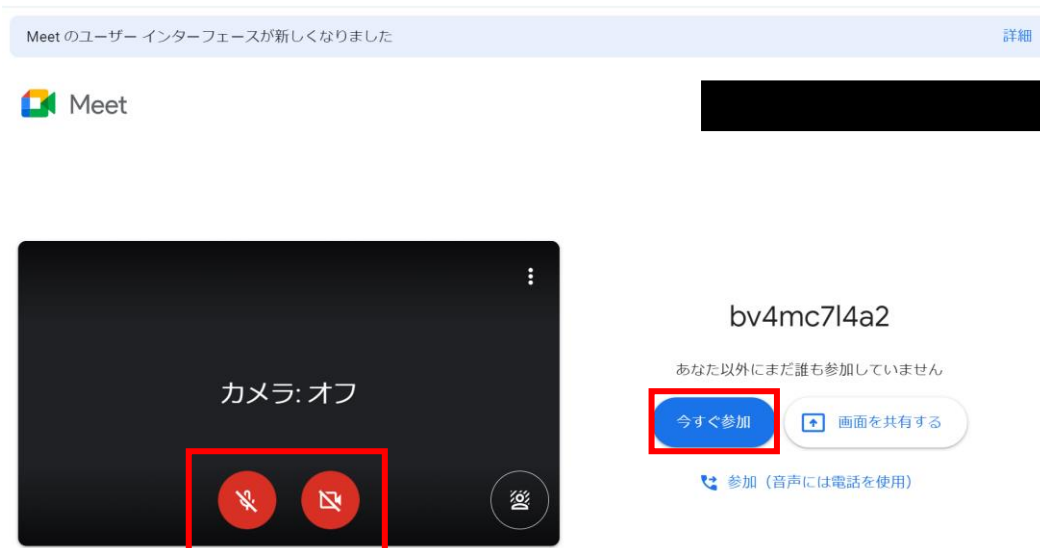 Meet のユーザー インターフェースが新しくなりました 詳細
Meet
カメラ: オフ
bv4mc7l4a2
あなた以外にまだ誰も参加していません
今すぐ参加 画面を共有する
参加（音声には電話を使用）